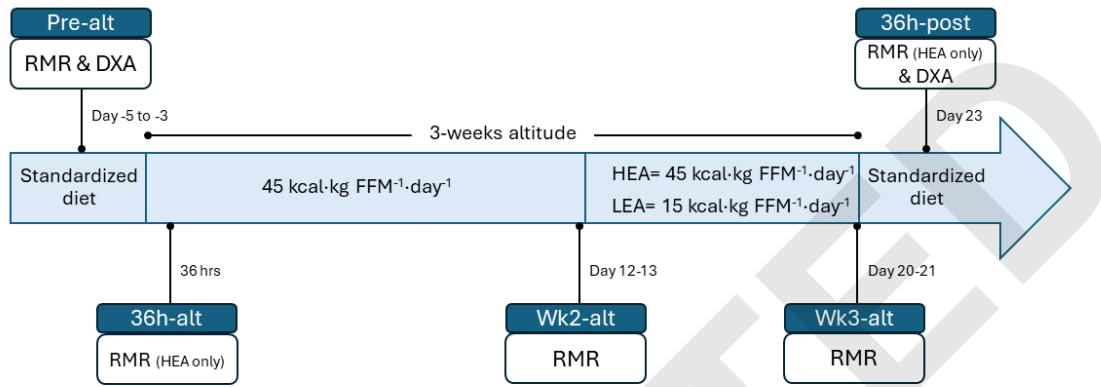 Pre-alt
RMR & DXA
36h-post
RMR (HEA only)
& DXA
Day -5 to -3
3-weeks altitude
Day 23
Standardized
diet
45 kcal·kg FFM⁻¹·day⁻¹
HEA= 45 kcal·kg FFM⁻¹·day⁻¹
LEA= 15 kcal·kg FFM⁻¹·day⁻¹
Standardized
diet
36 hrs
Day 12-13
Day 20-21
36h-alt
RMR (HEA only)
Wk2-alt
RMR
Wk3-alt
RMR
TED